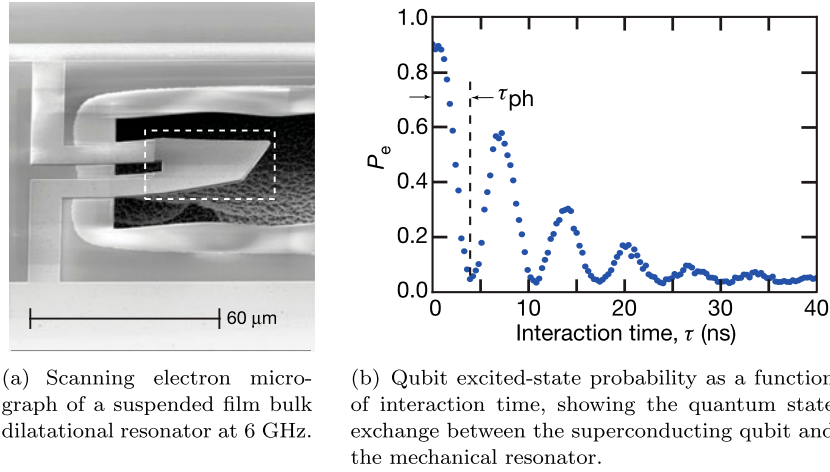 (b)
60 μm
1.0
0.8
0.6
0.4
0.2
0.0
Pe
τph
0 10 20 30 40
Interaction time, τ (ns)
(a) Scanning electron micro-
graph of a suspended film bulk
dilatational resonator at 6 GHz.
(b) Qubit excited-state probability as a function
of interaction time, showing the quantum state
exchange between the superconducting qubit and
the mechanical resonator.